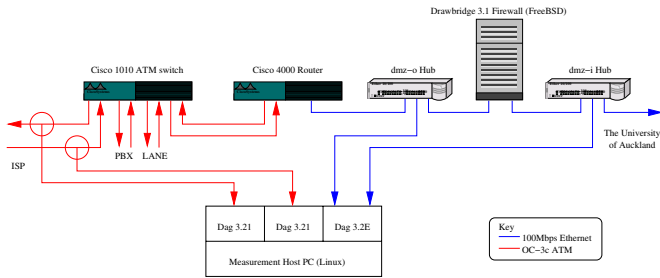 Drawbridge 3.1 Firewall (FreeBSD)
Cisco 1010 ATM switch
Cisco 4000 Router
dmz-o Hub
dmz-i Hub
PBX
LANE
ISP
The University
of Auckland
Dag 3.21
Dag 3.21
Dag 3.2E
Measurement Host PC (Linux)
Key
100Mbps Ethernet
OC-3c ATM